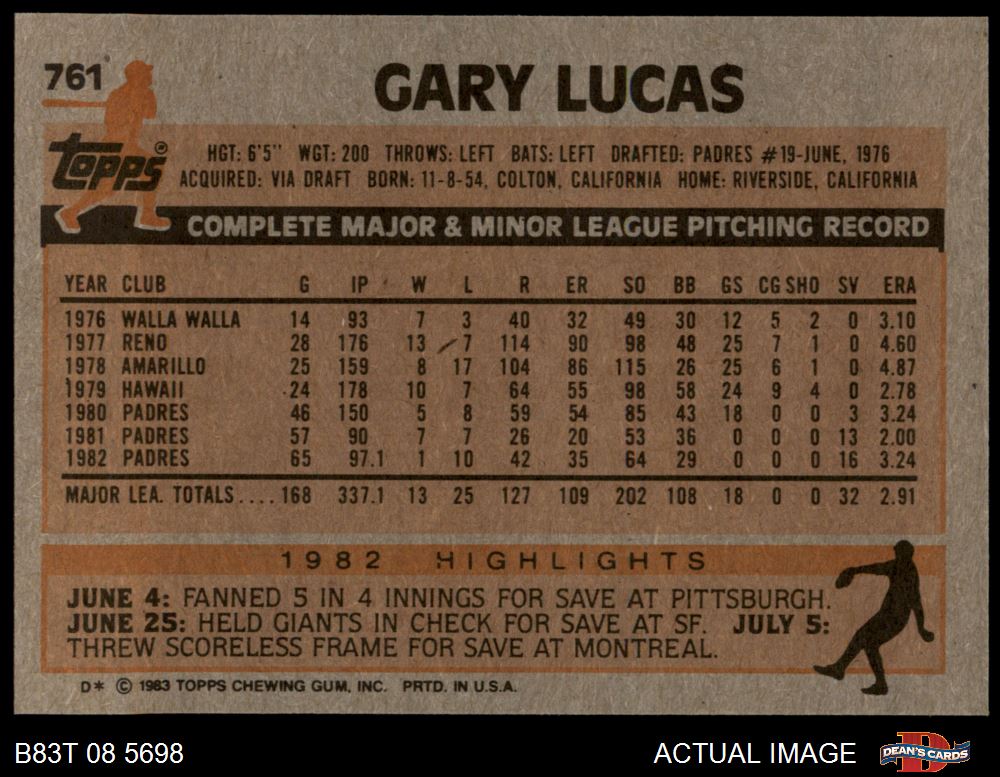 761
GARY LUCAS
Topps®
HGT: 6'5" WGT: 200 THROWS: LEFT BATS: LEFT DRAFTED: PADRES #19-JUNE, 1976
ACQUIRED: VIA DRAFT BORN: 11-8-54, COLTON, CALIFORNIA HOME: RIVERSIDE, CALIFORNIA
COMPLETE MAJOR & MINOR LEAGUE PITCHING RECORD
YEAR CLUB G IP W L R ER SO BB GS CG SHO SV ERA
1976 WALLA WALLA 14 93 7 3 40 32 49 30 12 5 2 0 3.10
1977 RENO 28 176 13 7 114 90 98 48 25 7 1 0 4.60
1978 AMARILLO 25 159 8 17 104 86 115 26 25 6 1 0 4.87
1979 HAWAII 24 178 10 7 64 55 98 58 24 9 4 0 2.78
1980 PADRES 46 150 5 8 59 54 85 43 18 0 0 3 3.24
1981 PADRES 57 90 7 7 26 20 53 36 0 0 0 13 2.00
1982 PADRES 65 97.1 1 10 42 35 64 29 0 0 0 16 3.24
MAJOR LEA. TOTALS.... 168 337.1 13 25 127 109 202 108 18 0 0 32 2.91
1982 HIGHLIGHTS
JUNE 4: FANNED 5 IN 4 INNINGS FOR SAVE AT PITTSBURGH.
JUNE 25: HELD GIANTS IN CHECK FOR SAVE AT SF. JULY 5:
THREW SCORELESS FRAME FOR SAVE AT MONTREAL.
D* © 1983 TOPPS CHEWING GUM, INC. PRTD. IN U.S.A.
B83T 08 5698 ACTUAL IMAGE DEAN'S CARDS